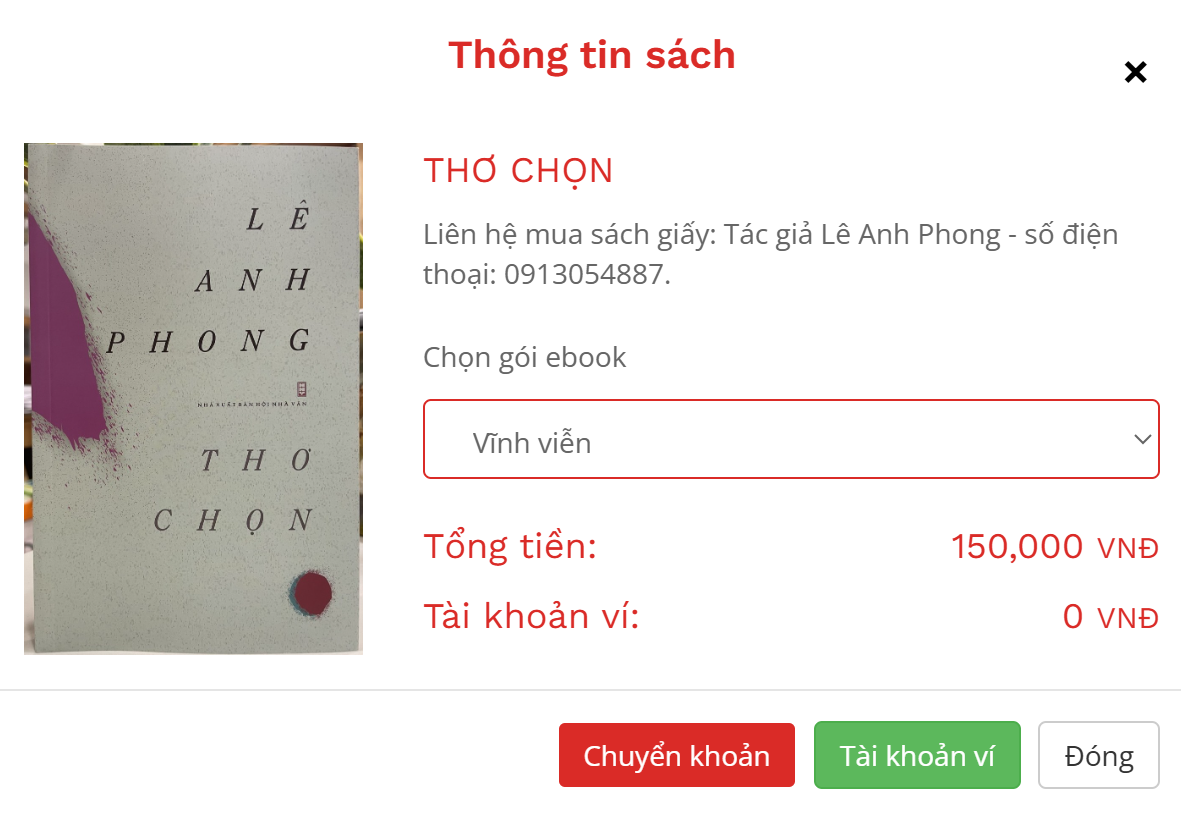 Thông tin sách
LÊ
ANH
PHONG
NHÀ XUẤT BẢN HỘI NHÀ VĂN
THƠ
CHỌN
THƠ CHỌN
Liên hệ mua sách giấy: Tác giả Lê Anh Phong - số điện
thoại: 0913054887.
Chọn gói ebook
Vĩnh viễn
Tổng tiền: 150,000 VNĐ
Tài khoản ví: 0 VNĐ
Chuyển khoản Tài khoản ví Đóng